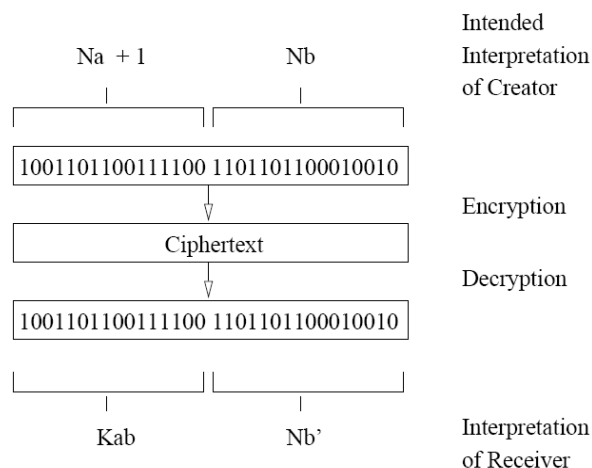 Intended
Na + 1 Nb Interpretation
of Creator
1001101100111100 1101101100010010
Encryption
Ciphertext
Decryption
1001101100111100 1101101100010010
Kab Nb’ Interpretation
of Receiver